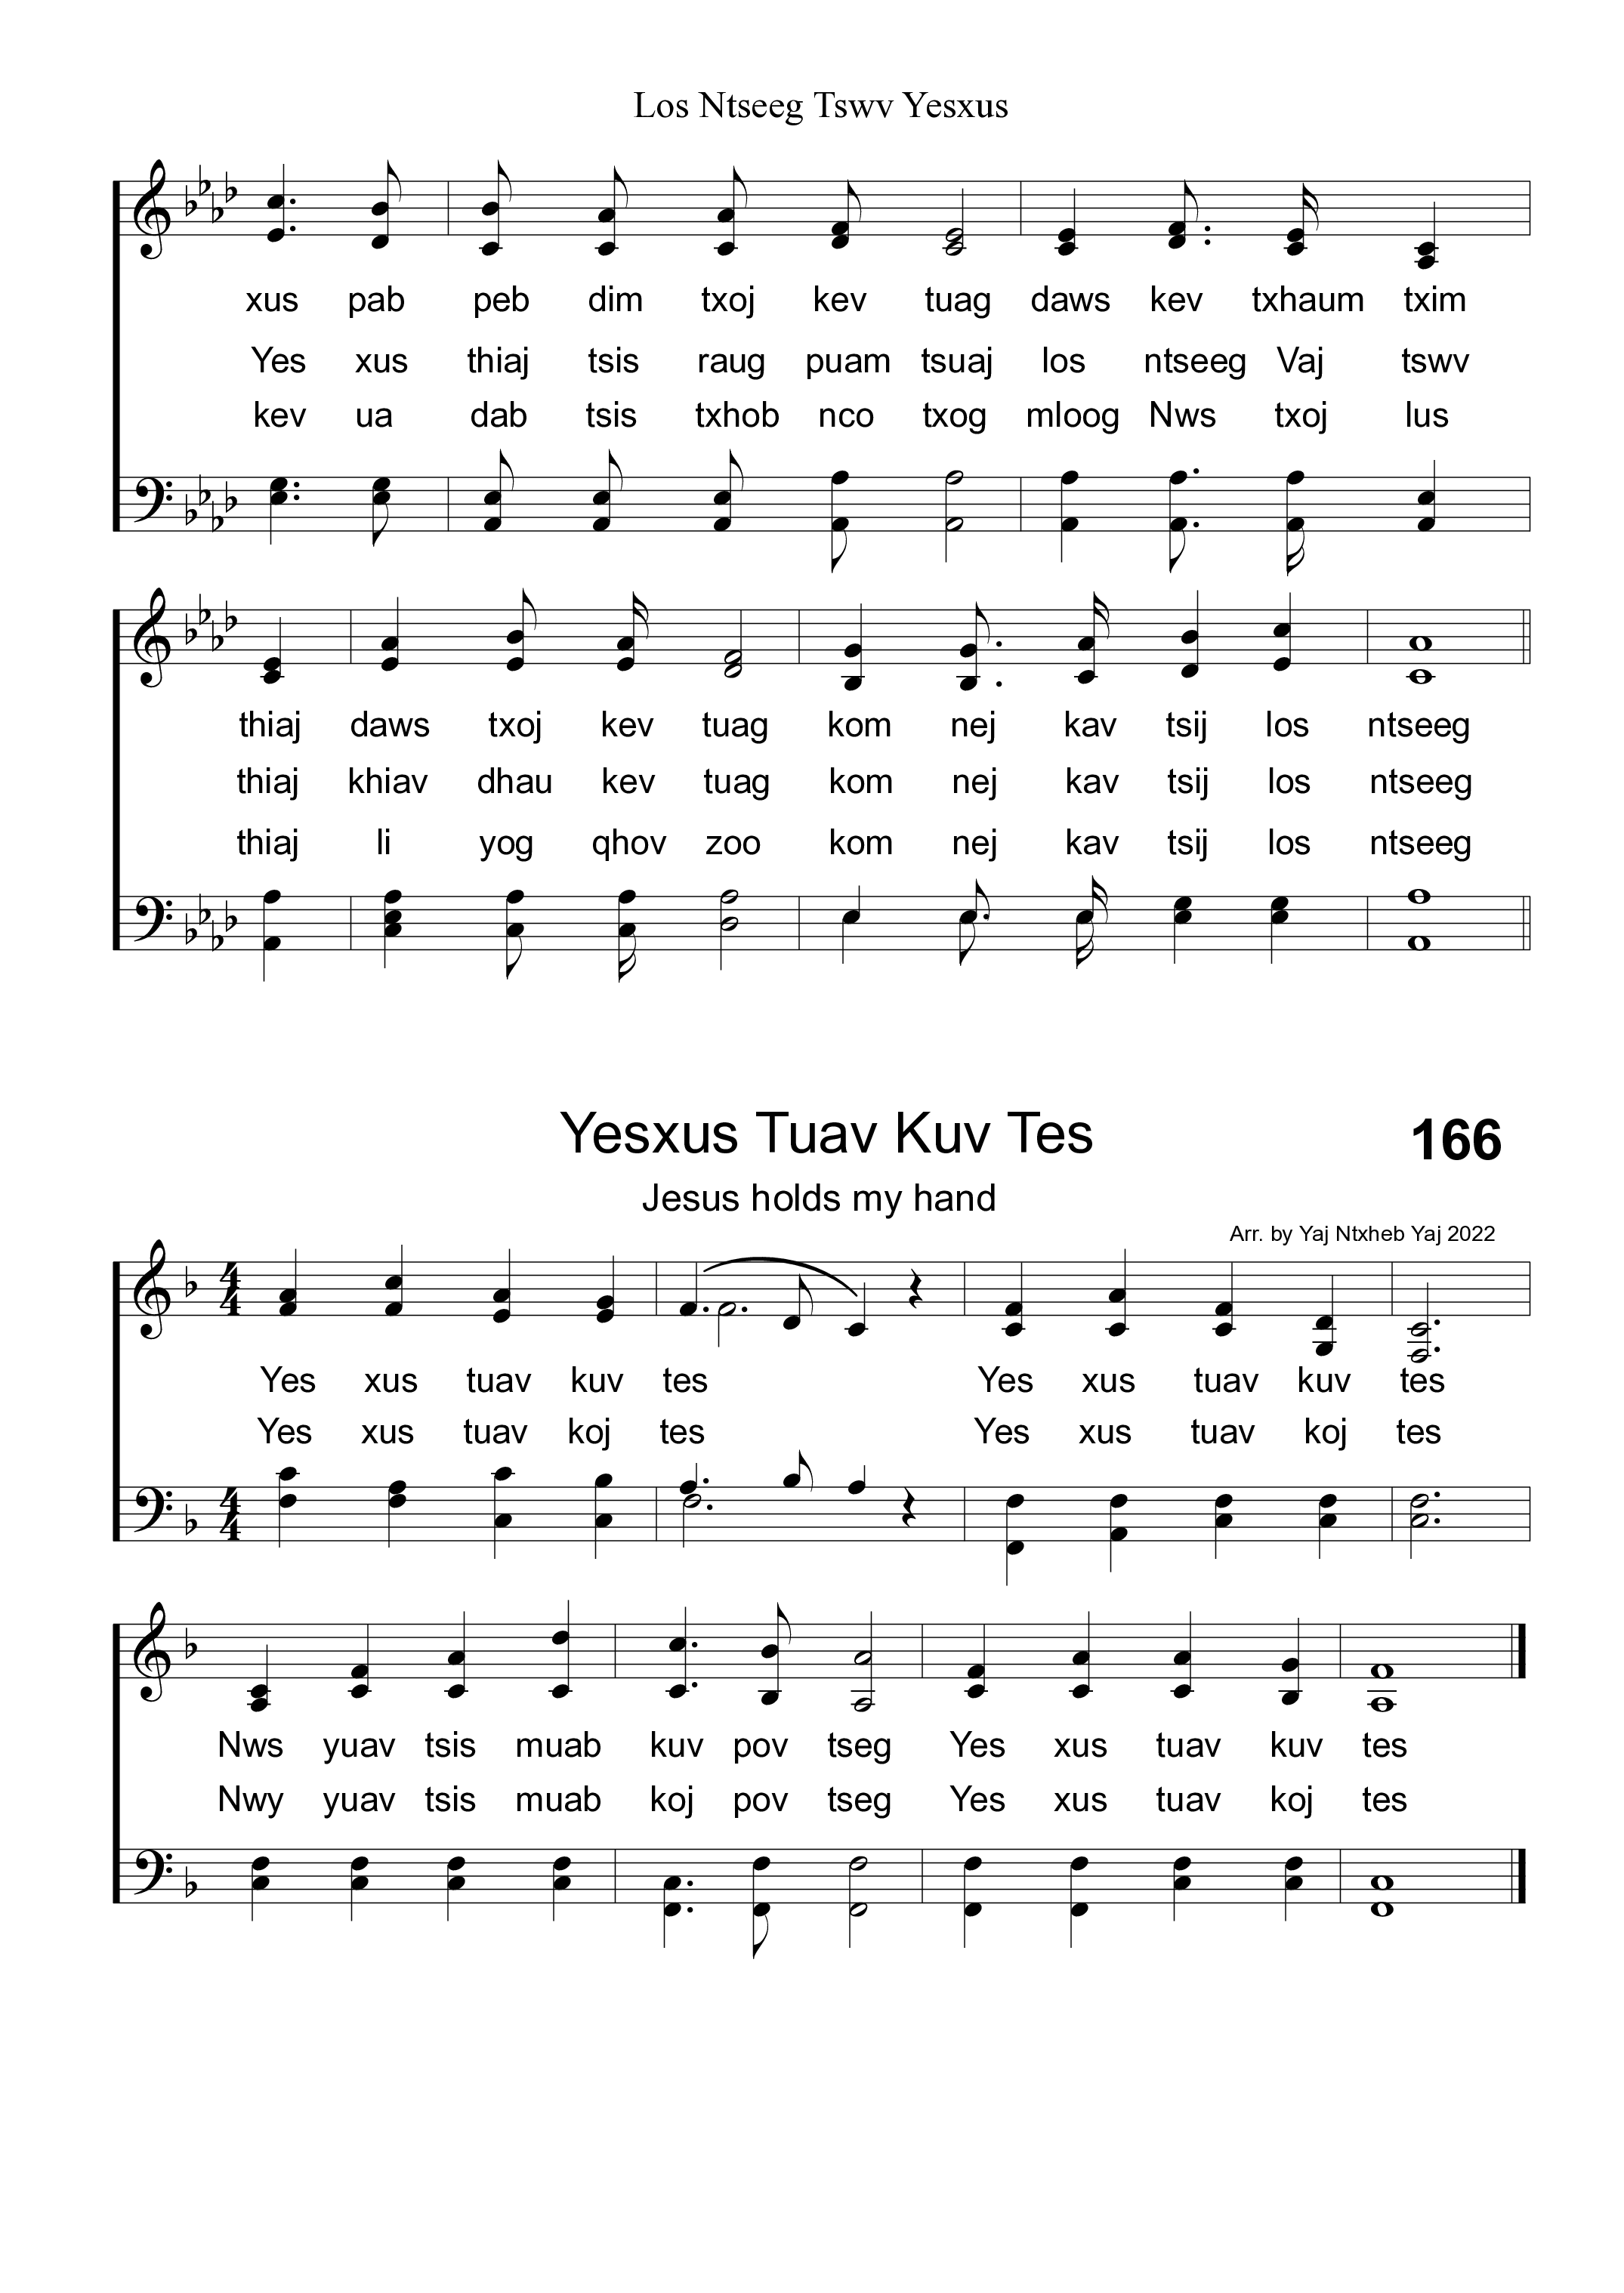 Los Ntseeg Tswv Yesxus
xus pab peb dim txoj kev tuag daws kev txhaum txim
Yes xus thiaj tsis raug puam tsuaj los ntseeg Vaj tswv
kev ua dab tsis txhob nco txog mloog Nws txoj lus
thiaj daws txoj kev tuag kom nej kav tsij los ntseeg
thiaj khiav dhau kev tuag kom nej kav tsij los ntseeg
thiaj li yog qhov zoo kom nej kav tsij los ntseeg
Yesxus Tuav Kuv Tes 166
Jesus holds my hand
Arr. by Yaj Ntxheb Yaj 2022
4
4
Yes xus tuav kuv tes Yes xus tuav kuv tes
Yes xus tuav koj tes Yes xus tuav koj tes
4
4
Nws yuav tsis muab kuv pov tseg Yes xus tuav kuv tes
Nwy yuav tsis muab koj pov tseg Yes xus tuav koj tes